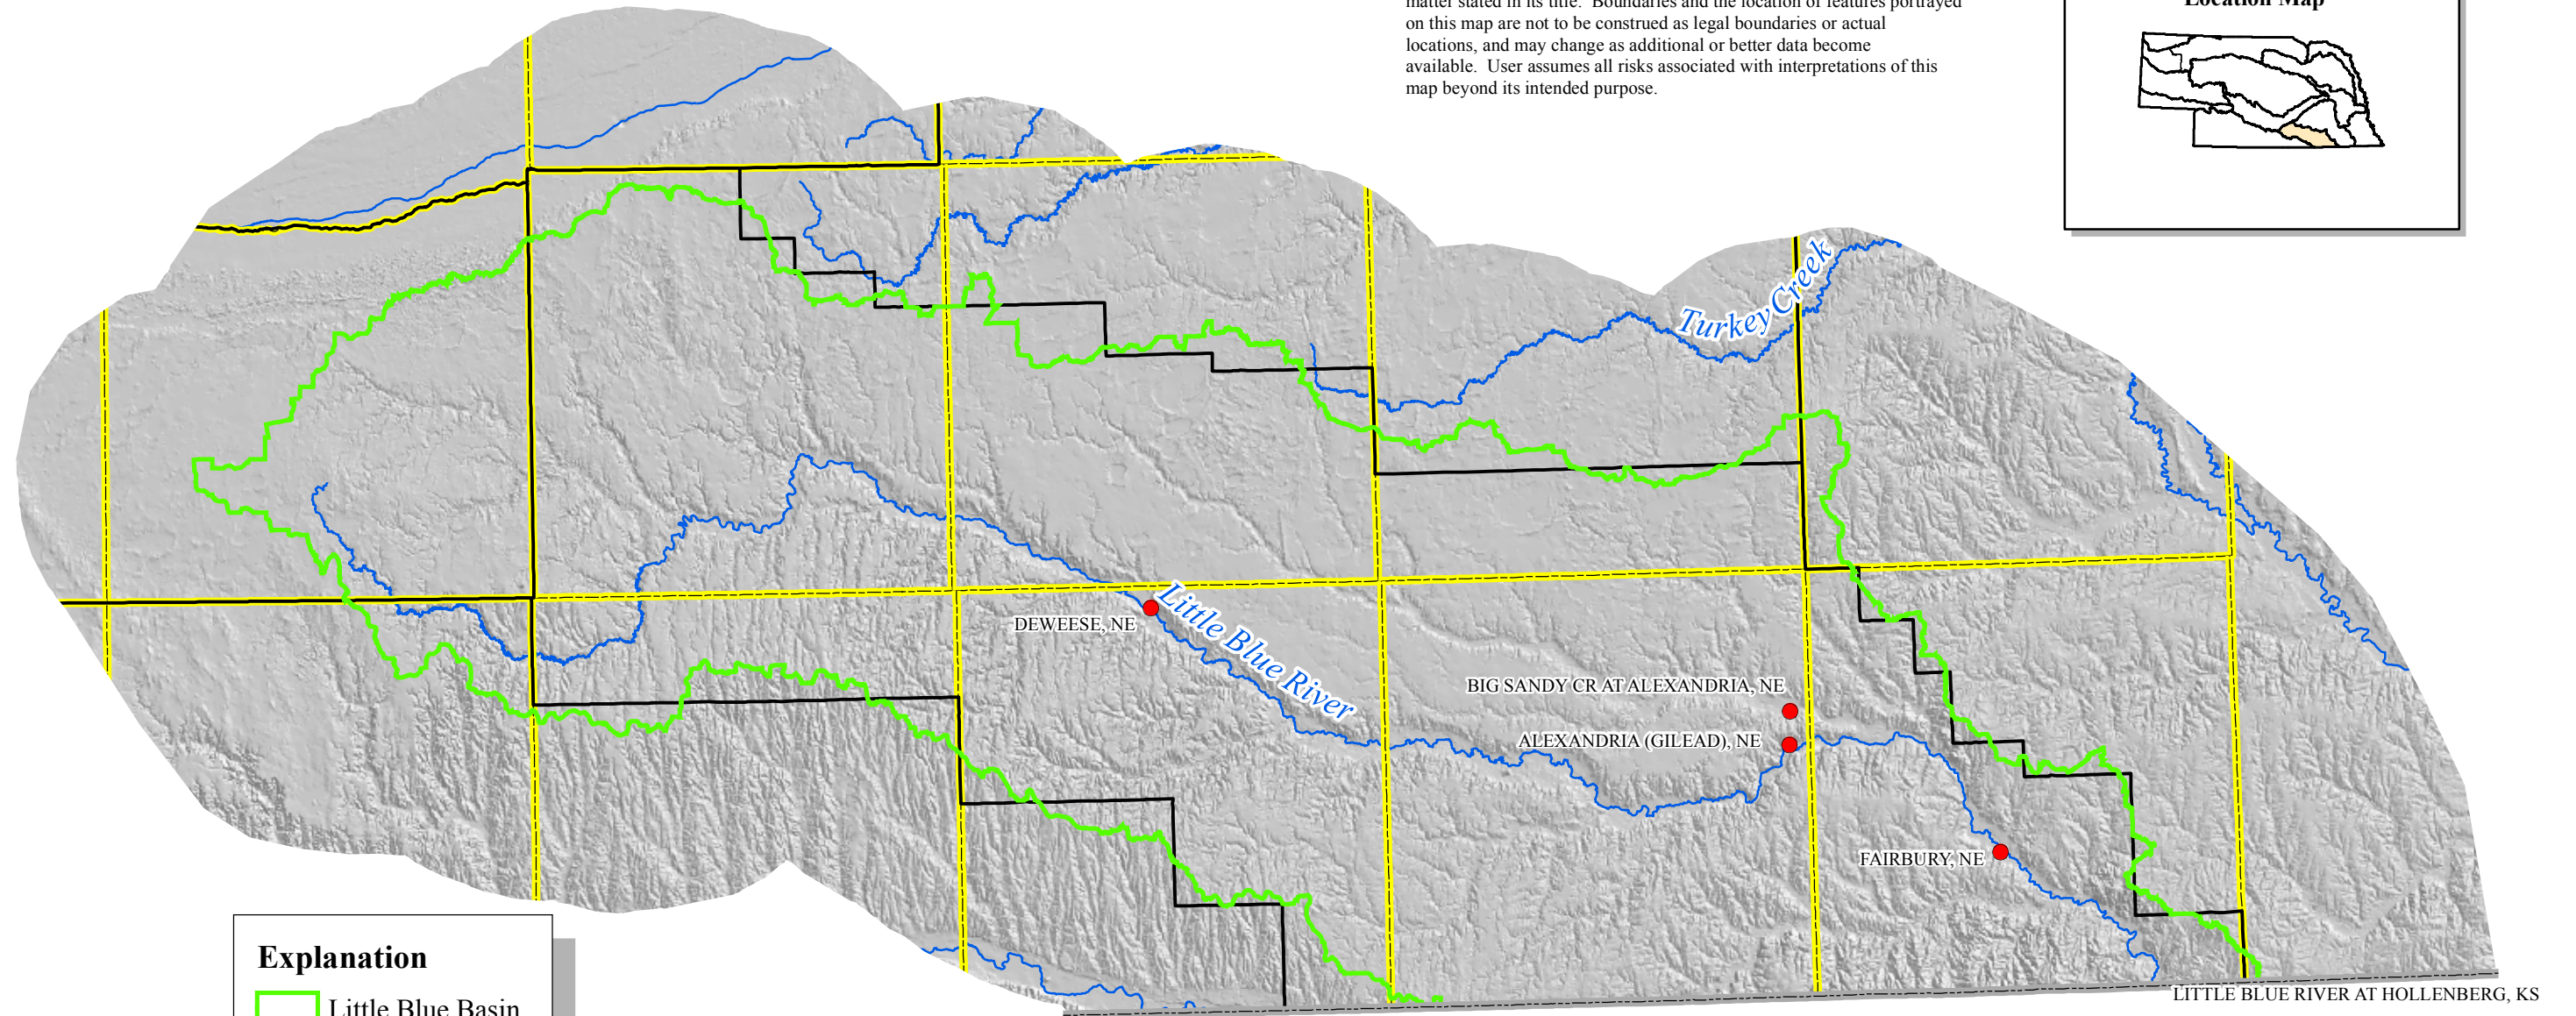 matter stated in its title. Boundaries and the location of features portrayed
on this map are not to be construed as legal boundaries or actual
locations, and may change as additional or better data become
available. User assumes all risks associated with interpretations of this
map beyond its intended purpose.
Location Map
Turkey Creek
Little Blue River
DEWEESE, NE
BIG SANDY CR AT ALEXANDRIA, NE
ALEXANDRIA (GILEAD), NE
FAIRBURY, NE
LITTLE BLUE RIVER AT HOLLENBERG, KS
Explanation
Little Blue Basin